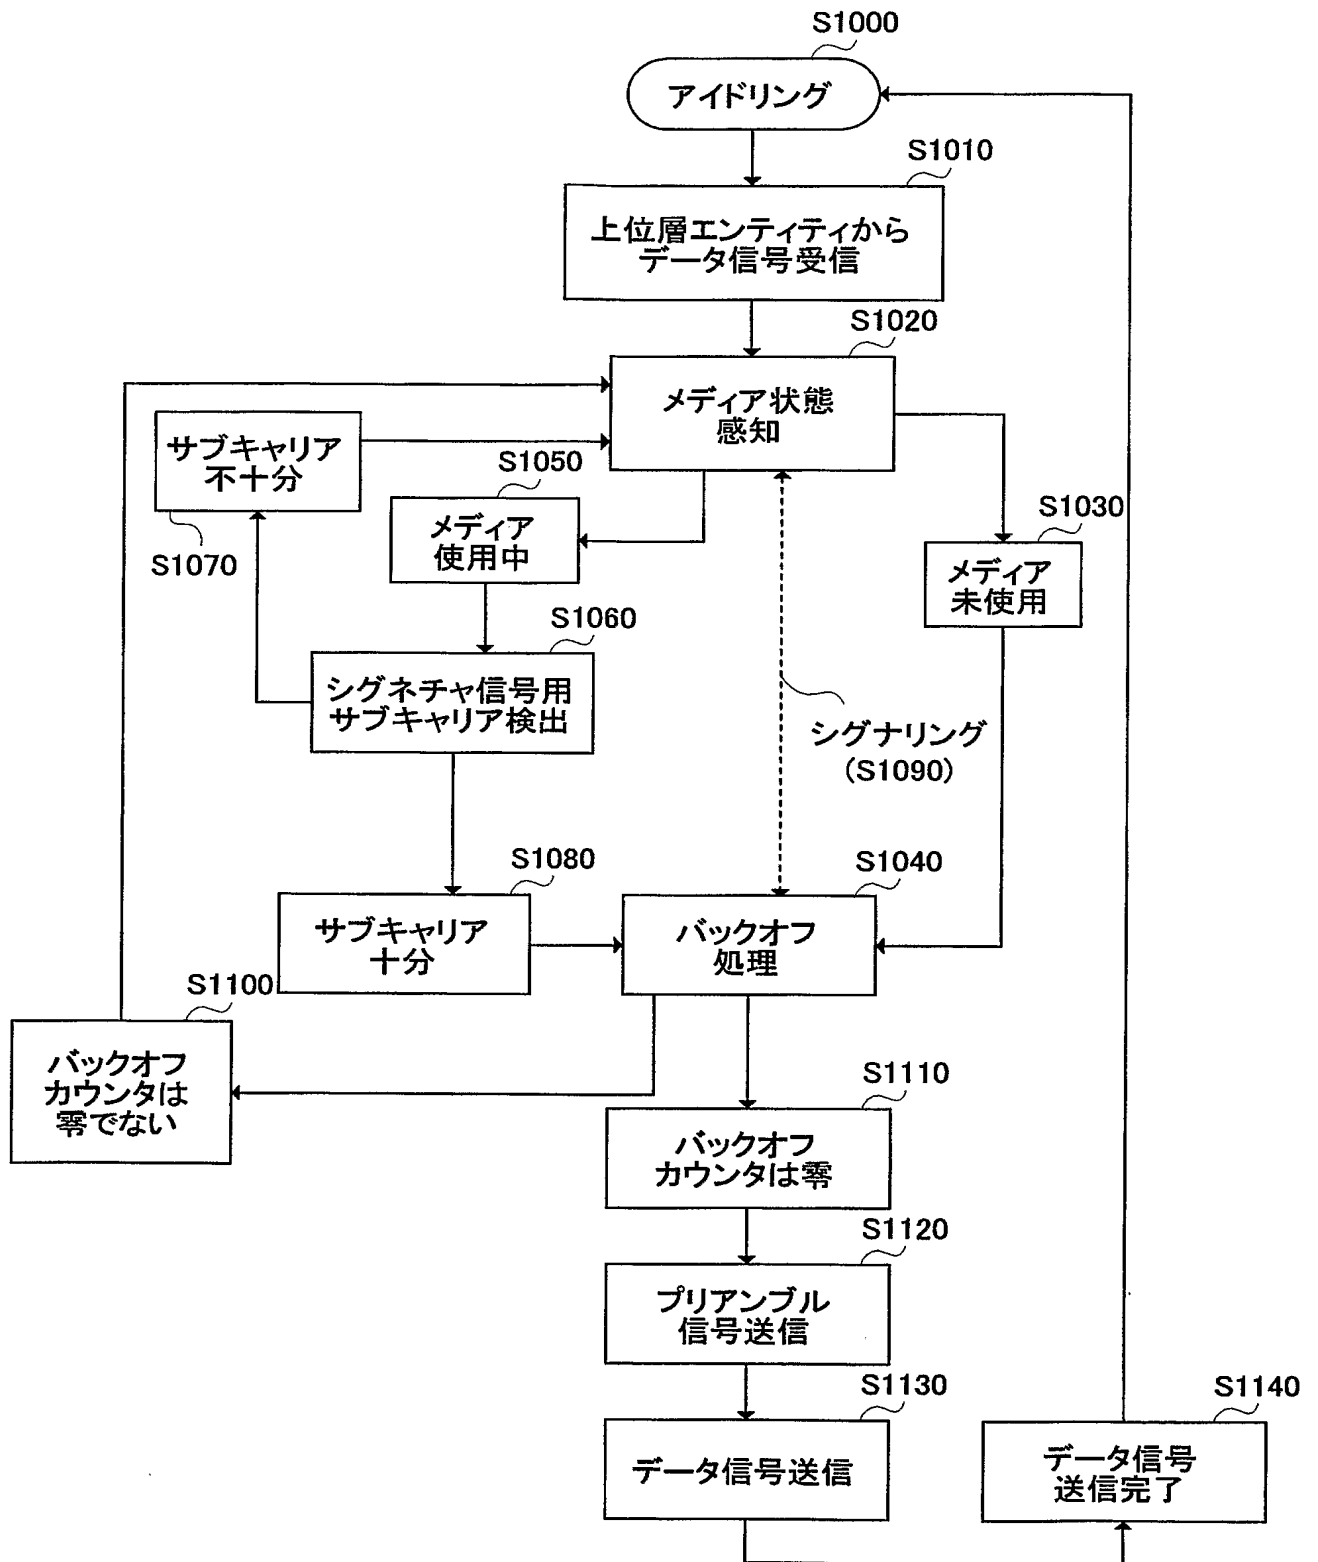 S1000
アイドリング
S1010
上位層エンティティから
データ信号受信
S1020
メディア状態
感知
サブキャリア
不十分
S1070
S1050
メディア
使用中
S1030
メディア
未使用
S1060
シグネチャ信号用
サブキャリア検出
シグナリング
(S1090)
S1080
サブキャリア
十分
S1040
バックオフ
処理
S1100
バックオフ
カウンタは
零でない
S1110
バックオフ
カウンタは零
S1120
プリアンブル
信号送信
S1130
データ信号送信
S1140
データ信号
送信完了